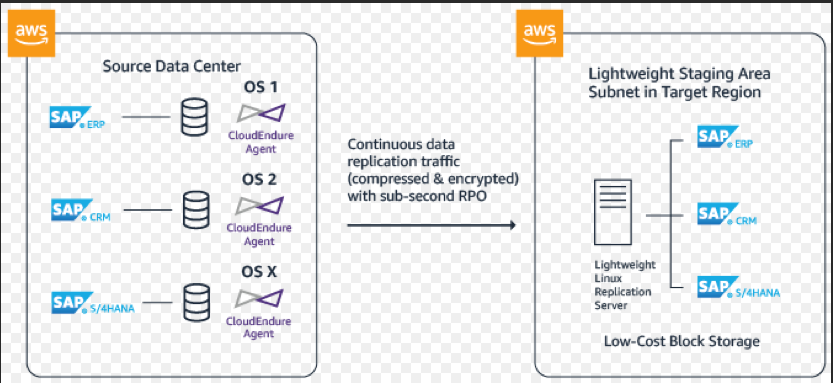 aws
Source Data Center
OS 1
SAP ERP
CloudEndure
Agent
OS 2
SAP CRM
CloudEndure
Agent
OS X
SAP S/4HANA
CloudEndure
Agent
Continuous data
replication traffic
(compressed & encrypted)
with sub-second RPO
aws
Lightweight Staging Area
Subnet in Target Region
SAP ERP
SAP CRM
SAP S/4HANA
Lightweight
Linux
Replication
Server
Low-Cost Block Storage